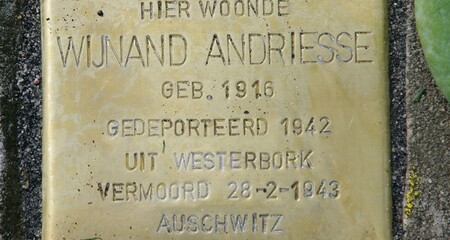 HIER WOONDE
WIJNAND ANDRIESSE
GEB. 1916
GEDEPORTEERD 1942
UIT WESTERBORK
VERMOORD 28-2-1943
AUSCHWITZ